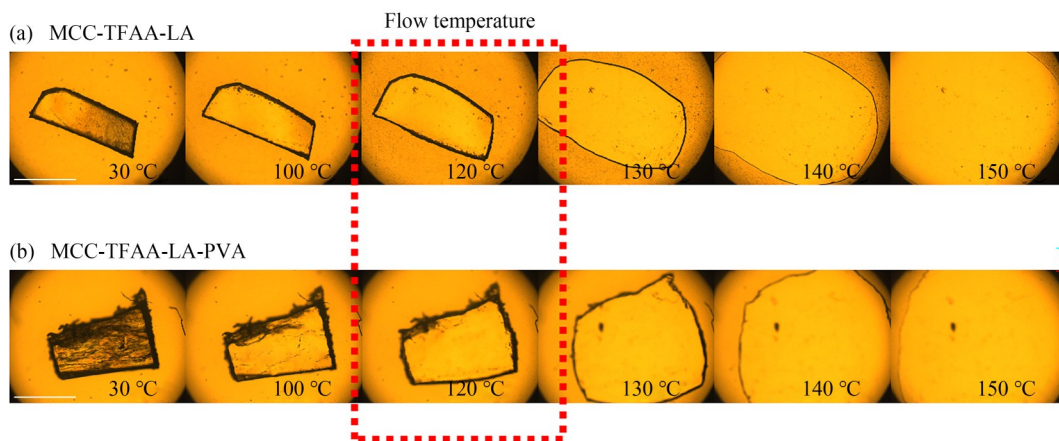 Flow temperature
(a) MCC-TFAA-LA
30 ℃ 100 ℃ 120 ℃ 130 ℃ 140 ℃ 150 ℃
(b) MCC-TFAA-LA-PVA
30 ℃ 100 ℃ 120 ℃ 130 ℃ 140 ℃ 150 ℃